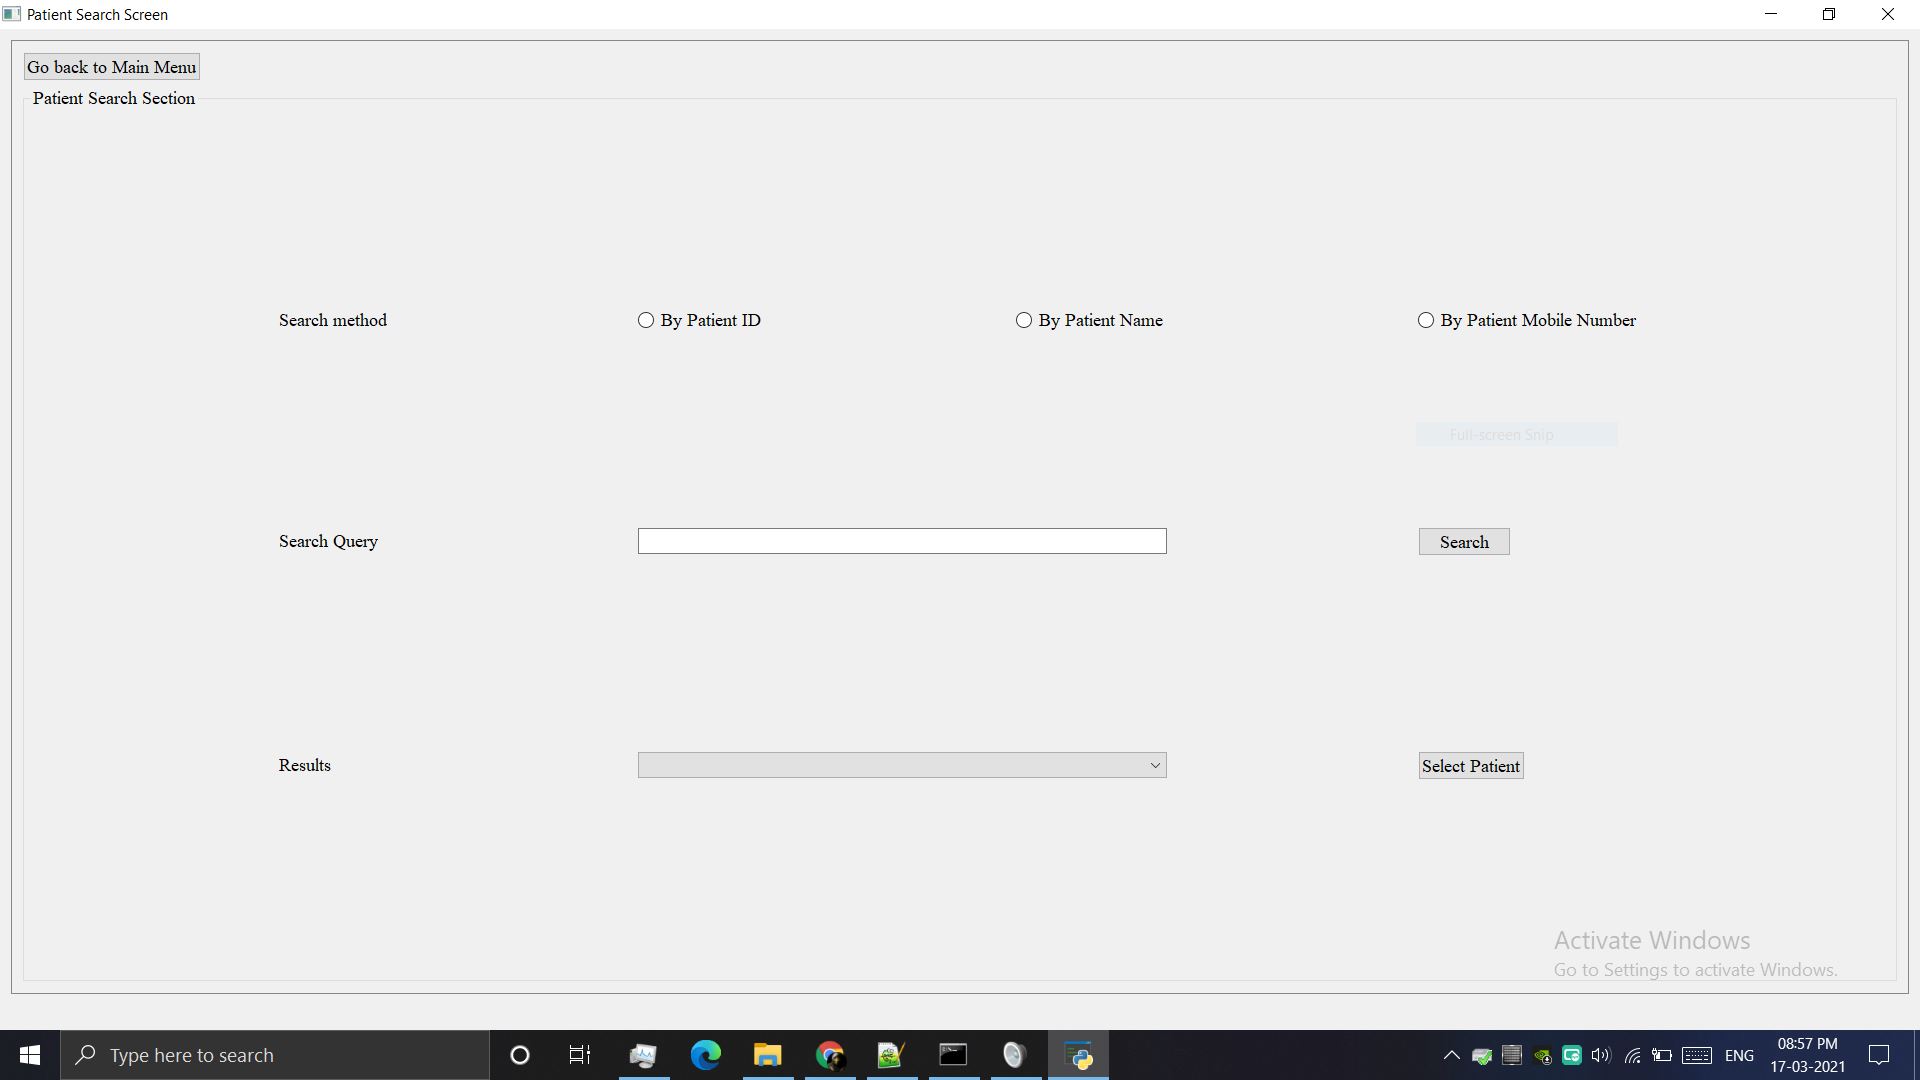 Patient Search Screen
Go back to Main Menu
Patient Search Section
Search method
By Patient ID
By Patient Name
By Patient Mobile Number
Full-screen Snip
Search Query
Search
Results
Select Patient
Activate Windows
Go to Settings to activate Windows.
Type here to search
ENG
08:57 PM
17-03-2021